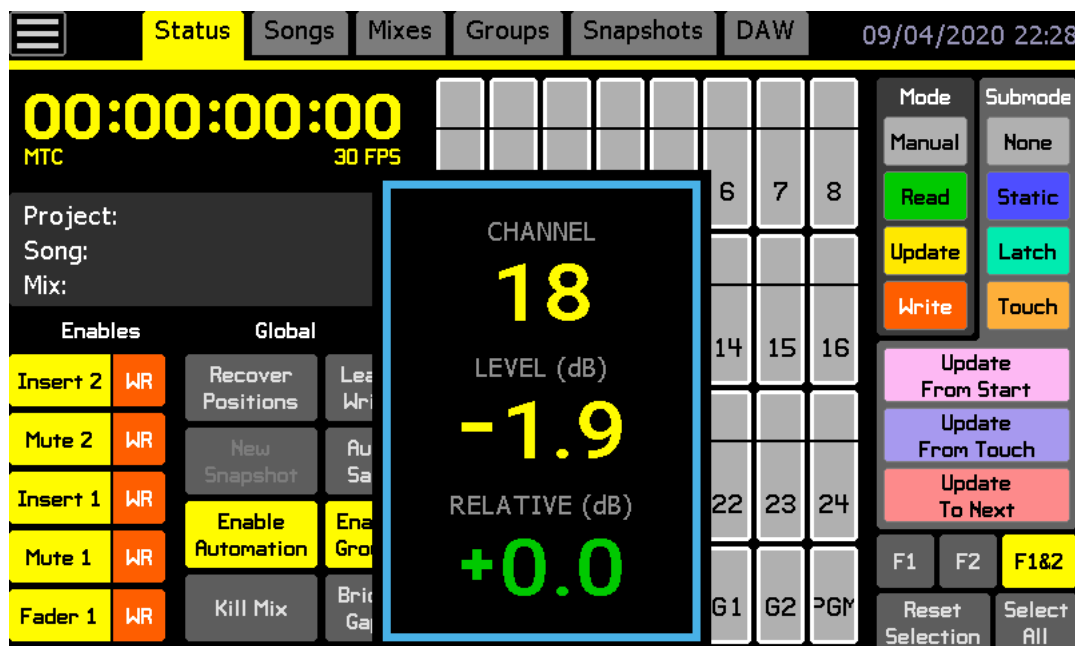 Status Songs Mixes Groups Snapshots DAW 09/04/2020 22:28
00:00:00:00
MTC 30 FPS
Project:
Song:
Mix:
Enables Global
Insert 2 WR
Mute 2 WR
Insert 1 WR
Mute 1 WR
Fader 1 WR
Recover
Positions
New
Snapshot
Enable
Automation
Kill Mix
CHANNEL
18
LEVEL (dB)
-1.9
RELATIVE (dB)
+0.0
6 7 8
14 15 16
22 23 24
G1 G2 PGM
Mode Submode
Manual None
Read Static
Update Latch
Write Touch
Update
From Start
Update
From Touch
Update
To Next
F1 F2 F1&2
Reset
Selection
Select
All